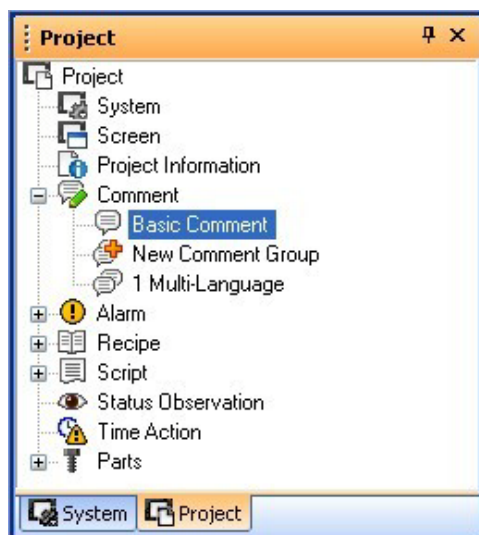 Project
Project
System
Screen
Project Information
Comment
Basic Comment
New Comment Group
1 Multi-Language
Alarm
Recipe
Script
Status Observation
Time Action
Parts
System Project